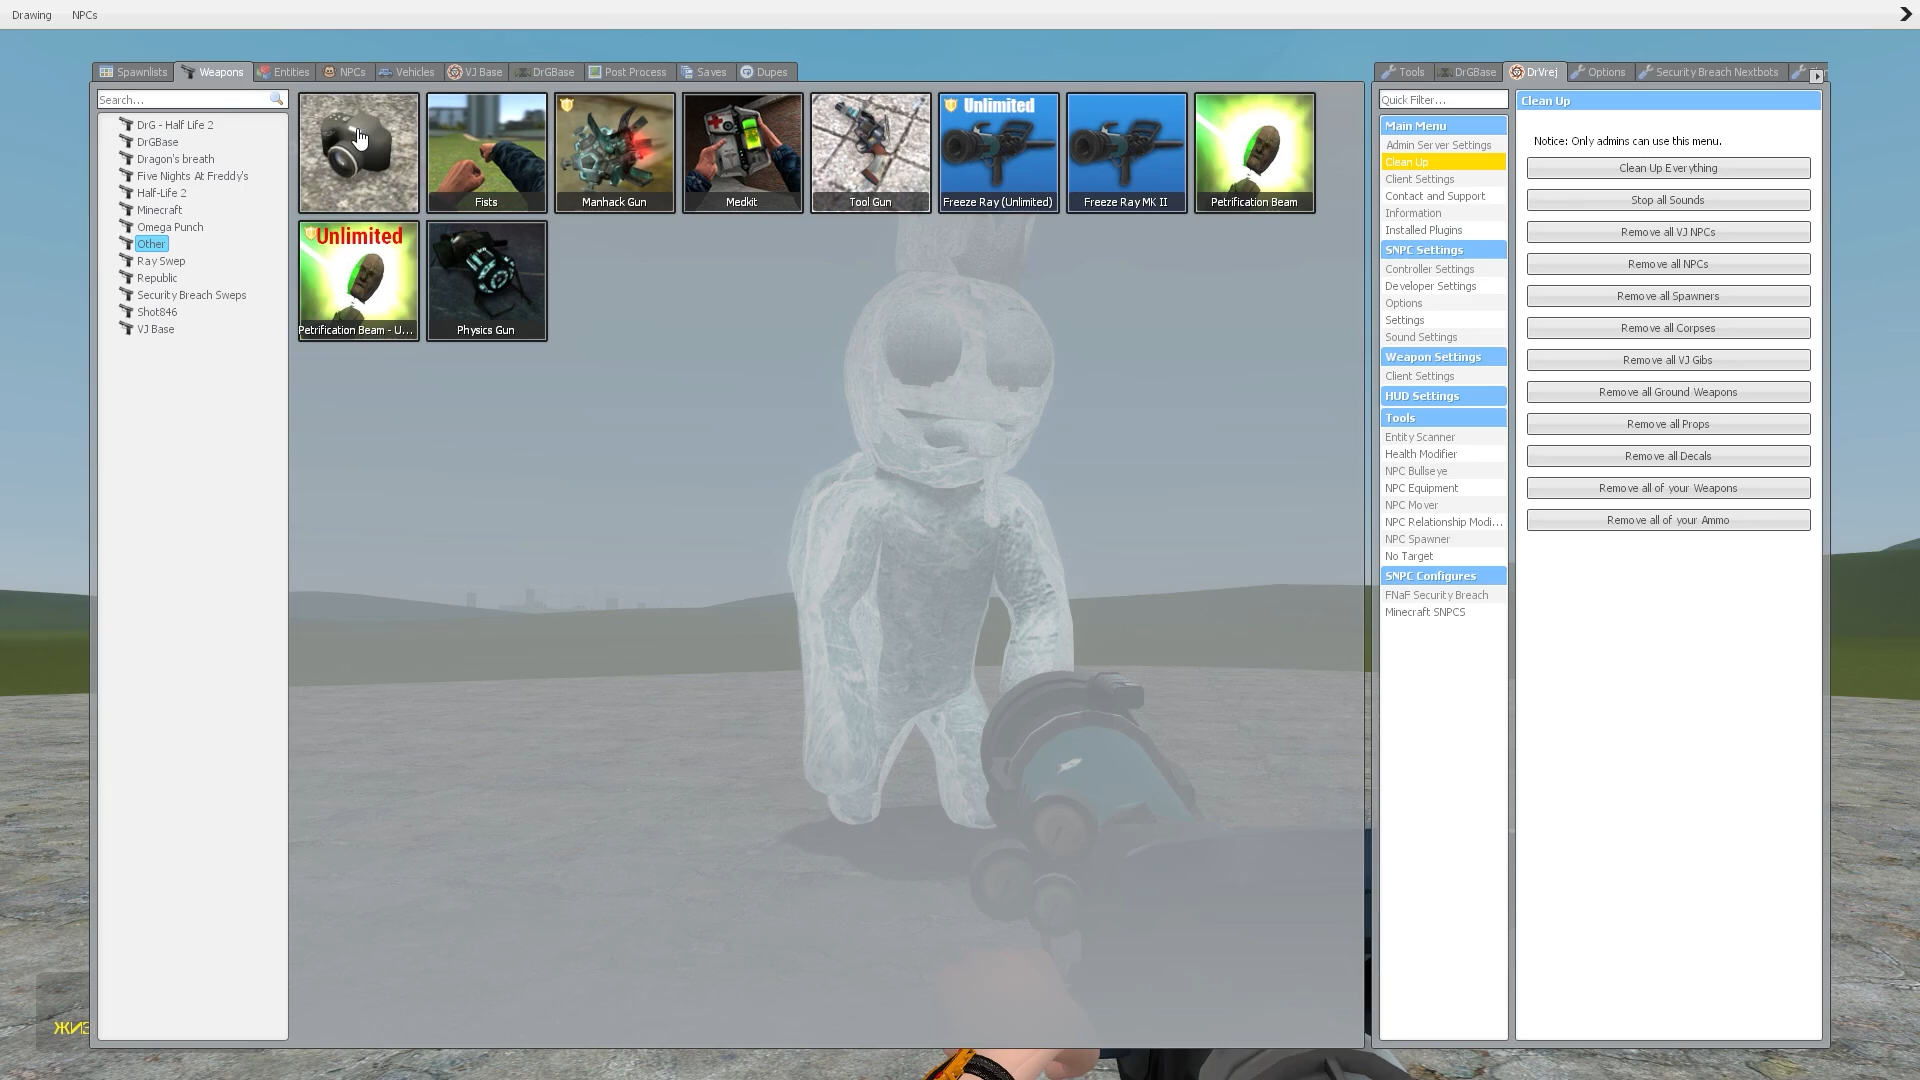 Drawing NPCs
Spawnlists Weapons Entities NPCs Vehicles VJ Base DrGBase Post Process Saves Dupes
Search...
DrG - Half Life 2
DrGBase
Dragon's breath
Five Nights At Freddy's
Half-Life 2
Minecraft
Omega Punch
Other
Ray Swep
Republic
Security Breach Sweps
Shot846
VJ Base
Fists
Manhack Gun
Medkit
Tool Gun
Unlimited
Freeze Ray (Unlimited)
Freeze Ray MK II
Petrification Beam
Unlimited
Petrification Beam - U...
Physics Gun
Tools DrGBase DrVrej Options Security Breach Nextbots
Quick Filter...
Main Menu
Admin Server Settings
Clean Up
Client Settings
Contact and Support
Information
Installed Plugins
SNPC Settings
Controller Settings
Developer Settings
Options
Settings
Sound Settings
Weapon Settings
Client Settings
HUD Settings
Tools
Entity Scanner
Health Modifier
NPC Bullseye
NPC Equipment
NPC Mover
NPC Relationship Modi...
NPC Spawner
No Target
SNPC Configures
FNaF Security Breach
Minecraft SNPCS
Clean Up
Notice: Only admins can use this menu.
Clean Up Everything
Stop all Sounds
Remove all VJ NPCs
Remove all NPCs
Remove all Spawners
Remove all Corpses
Remove all VJ Gibs
Remove all Ground Weapons
Remove all Props
Remove all Decals
Remove all of your Weapons
Remove all of your Ammo